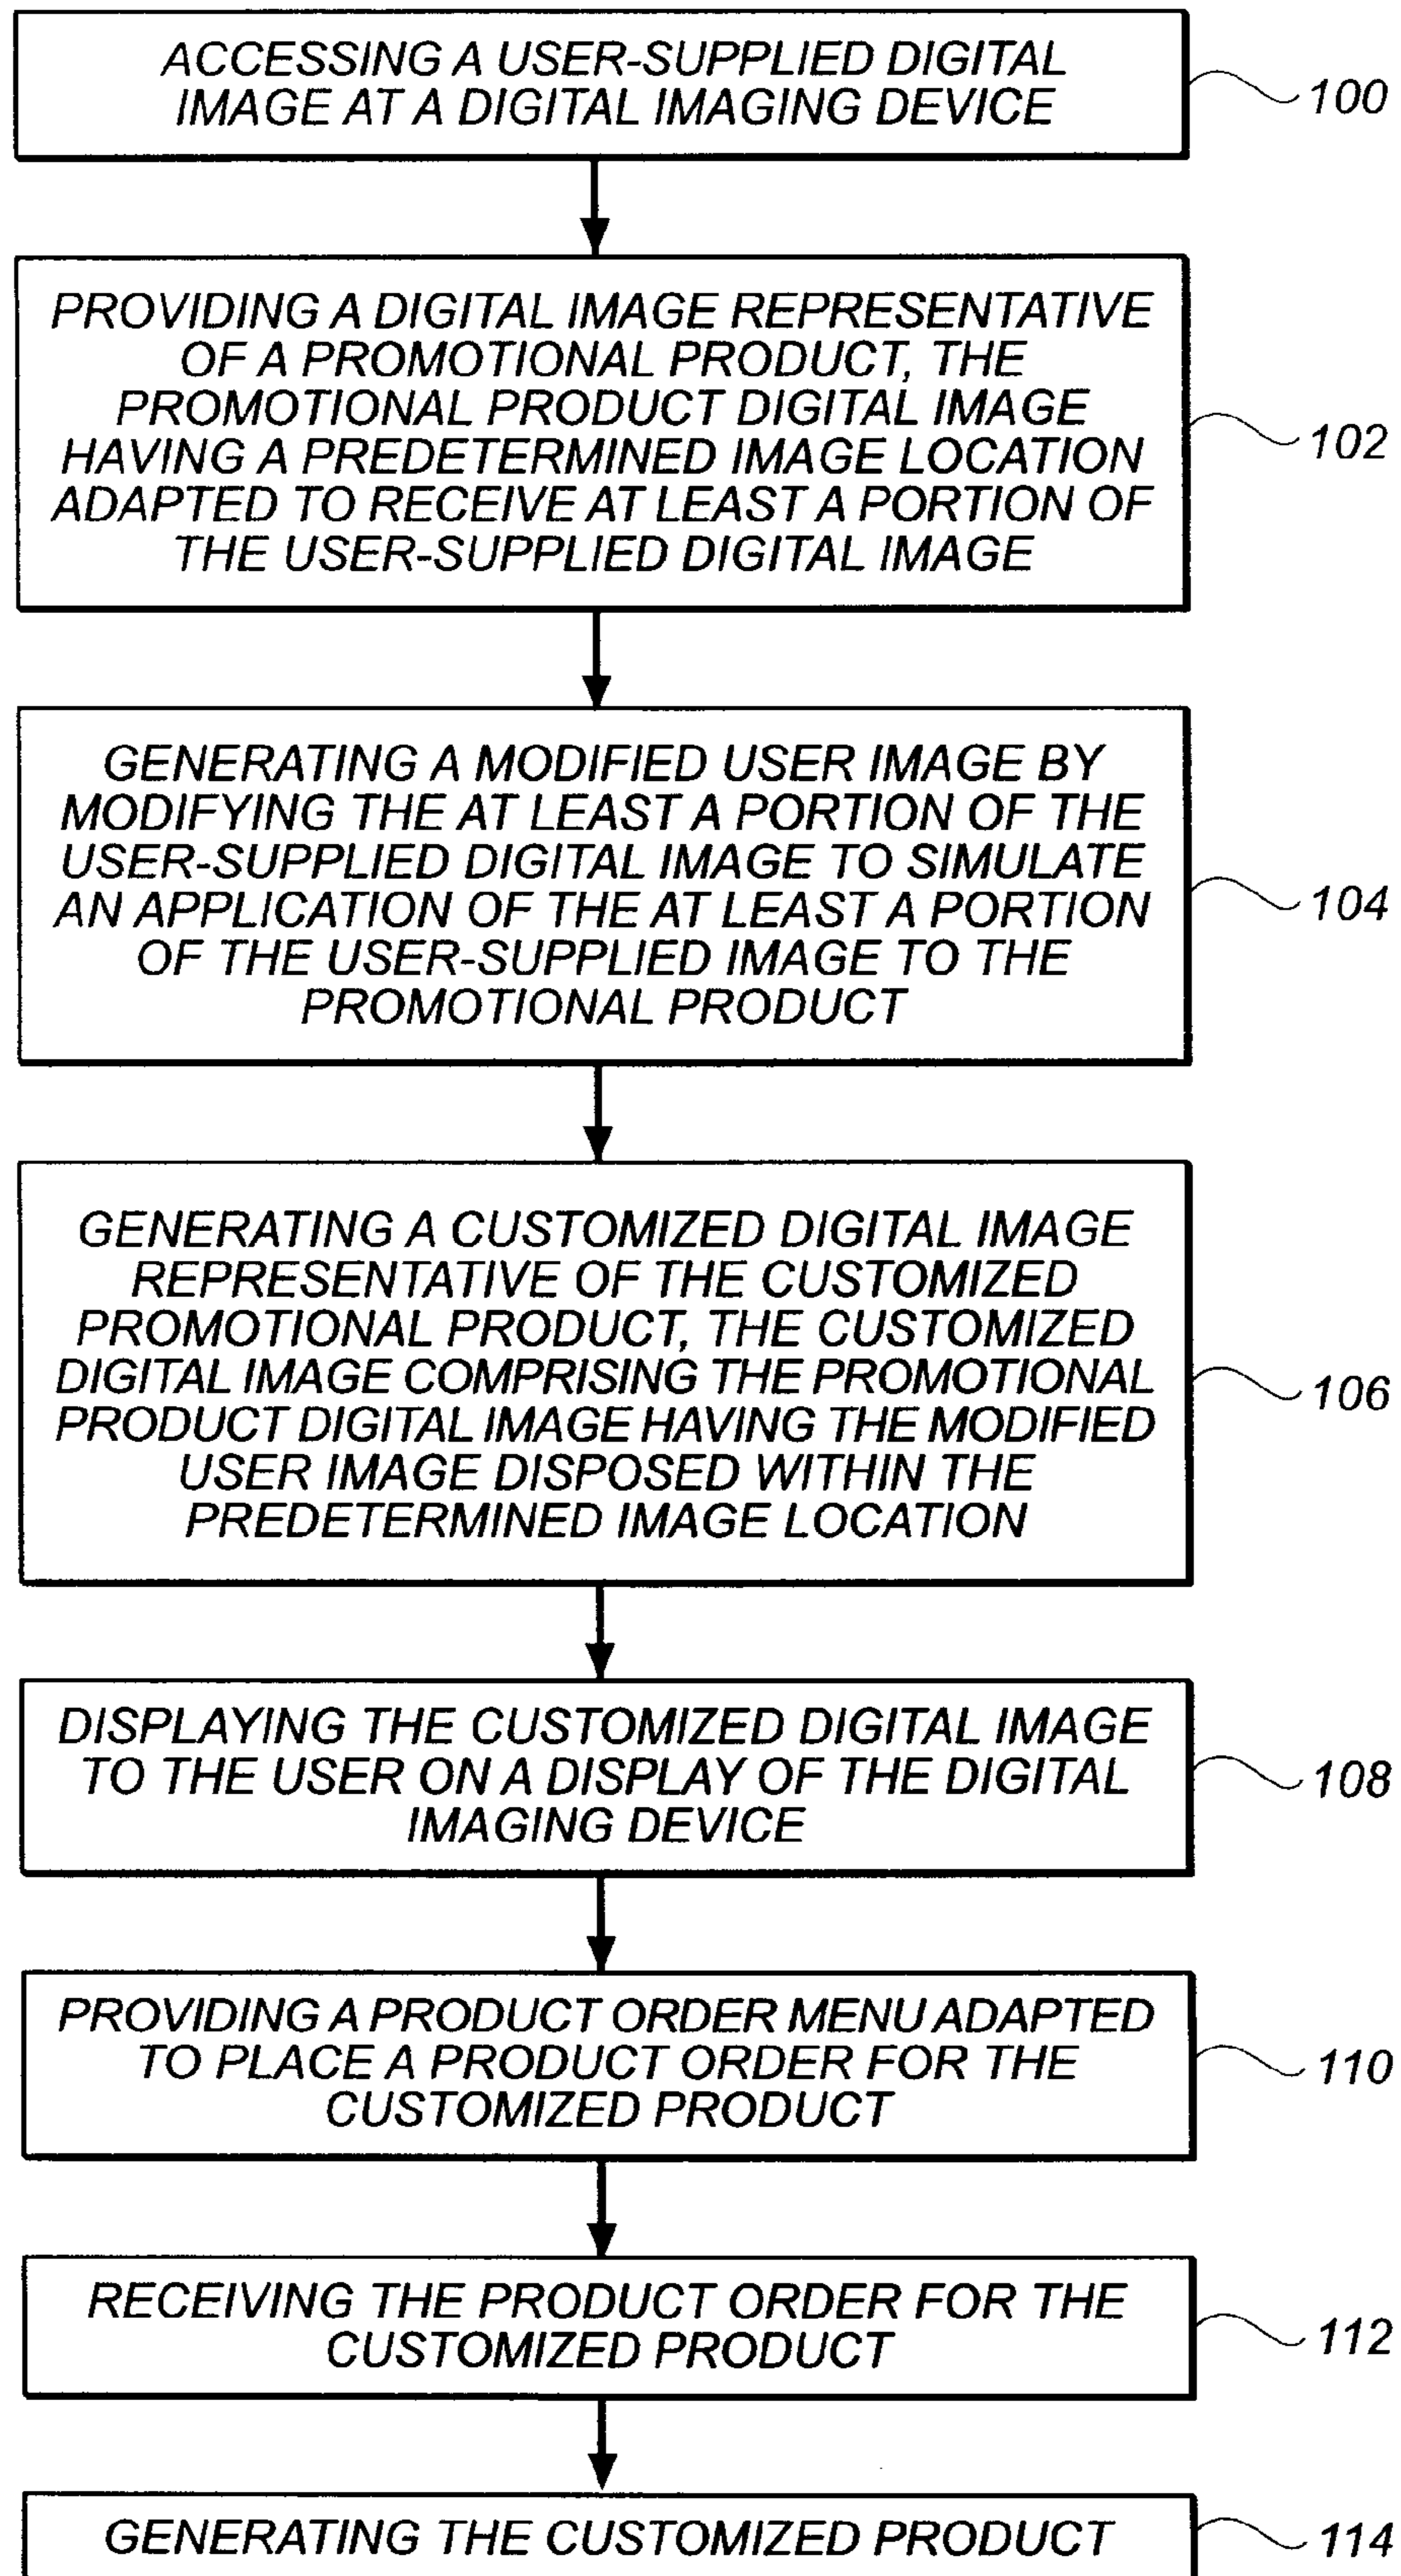 ACCESSING A USER-SUPPLIED DIGITAL
IMAGE AT A DIGITAL IMAGING DEVICE
100
PROVIDING A DIGITAL IMAGE REPRESENTATIVE
OF A PROMOTIONAL PRODUCT, THE
PROMOTIONAL PRODUCT DIGITAL IMAGE
HAVING A PREDETERMINED IMAGE LOCATION
ADAPTED TO RECEIVE AT LEAST A PORTION OF
THE USER-SUPPLIED DIGITAL IMAGE
102
GENERATING A MODIFIED USER IMAGE BY
MODIFYING THE AT LEAST A PORTION OF THE
USER-SUPPLIED DIGITAL IMAGE TO SIMULATE
AN APPLICATION OF THE AT LEAST A PORTION
OF THE USER-SUPPLIED IMAGE TO THE
PROMOTIONAL PRODUCT
104
GENERATING A CUSTOMIZED DIGITAL IMAGE
REPRESENTATIVE OF THE CUSTOMIZED
PROMOTIONAL PRODUCT, THE CUSTOMIZED
DIGITAL IMAGE COMPRISING THE PROMOTIONAL
PRODUCT DIGITAL IMAGE HAVING THE MODIFIED
USER IMAGE DISPOSED WITHIN THE
PREDETERMINED IMAGE LOCATION
106
DISPLAYING THE CUSTOMIZED DIGITAL IMAGE
TO THE USER ON A DISPLAY OF THE DIGITAL
IMAGING DEVICE
108
PROVIDING A PRODUCT ORDER MENU ADAPTED
TO PLACE A PRODUCT ORDER FOR THE
CUSTOMIZED PRODUCT
110
RECEIVING THE PRODUCT ORDER FOR THE
CUSTOMIZED PRODUCT
112
GENERATING THE CUSTOMIZED PRODUCT
114